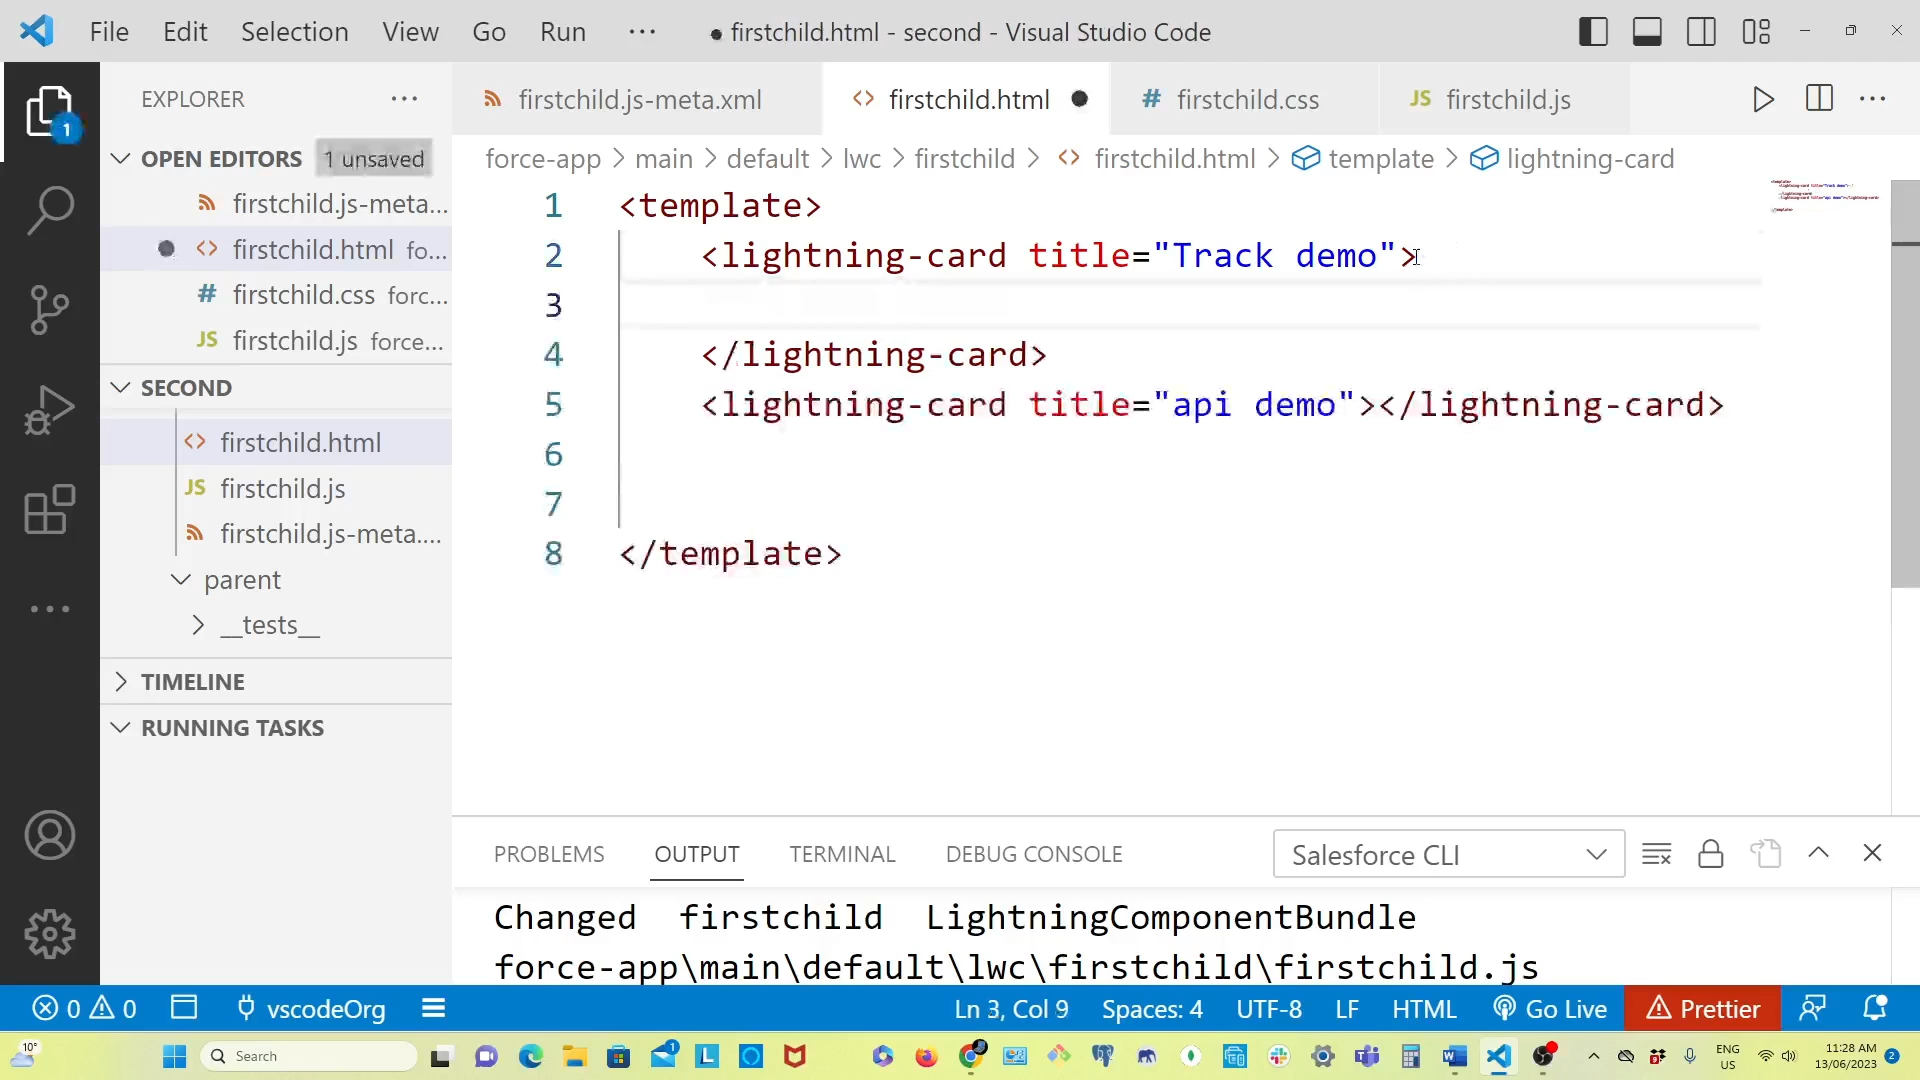 File Edit Selection View Go Run ··· ● firstchild.html - second - Visual Studio Code
EXPLORER ···
firstchild.js-meta.xml
firstchild.html ●
# firstchild.css
JS firstchild.js
···
OPEN EDITORS 1 unsaved
firstchild.js-meta...
firstchild.html fo...
# firstchild.css forc...
JS firstchild.js force...
SECOND
firstchild.html
JS firstchild.js
firstchild.js-meta....
parent
__tests__
TIMELINE
RUNNING TASKS
1
force-app > main > default > lwc > firstchild > firstchild.html > template > lightning-card
1 <template>
2 <lightning-card title="Track demo">
3
4 </lightning-card>
5 <lightning-card title="api demo"></lightning-card>
6
7
8 </template>
PROBLEMS OUTPUT TERMINAL DEBUG CONSOLE Salesforce CLI
Changed firstchild LightningComponentBundle
force-app\main\default\lwc\firstchild\firstchild.js
0 0 vscodeOrg Ln 3, Col 9 Spaces: 4 UTF-8 LF HTML Go Live Prettier
10°
Search
ENG
US
11:28 AM
13/06/2023
2